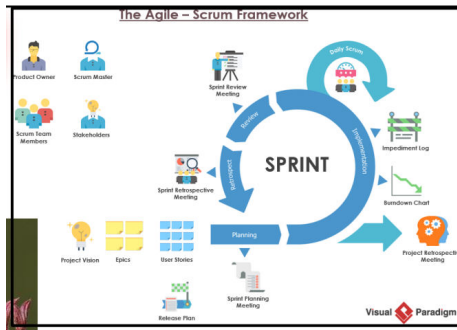 The Agile – Scrum Framework
Product Owner
Scrum Master
Scrum Team
Members
Stakeholders
Sprint Review
Meeting
Daily Scrum
Review
Implementation
Retrospect
SPRINT
Impediment Log
Sprint Retrospective
Meeting
Burndown Chart
Planning
Project Vision
Epics
User Stories
Sprint Planning
Meeting
Project Retrospecti
Meeting
Release Plan
Visual Paradigm